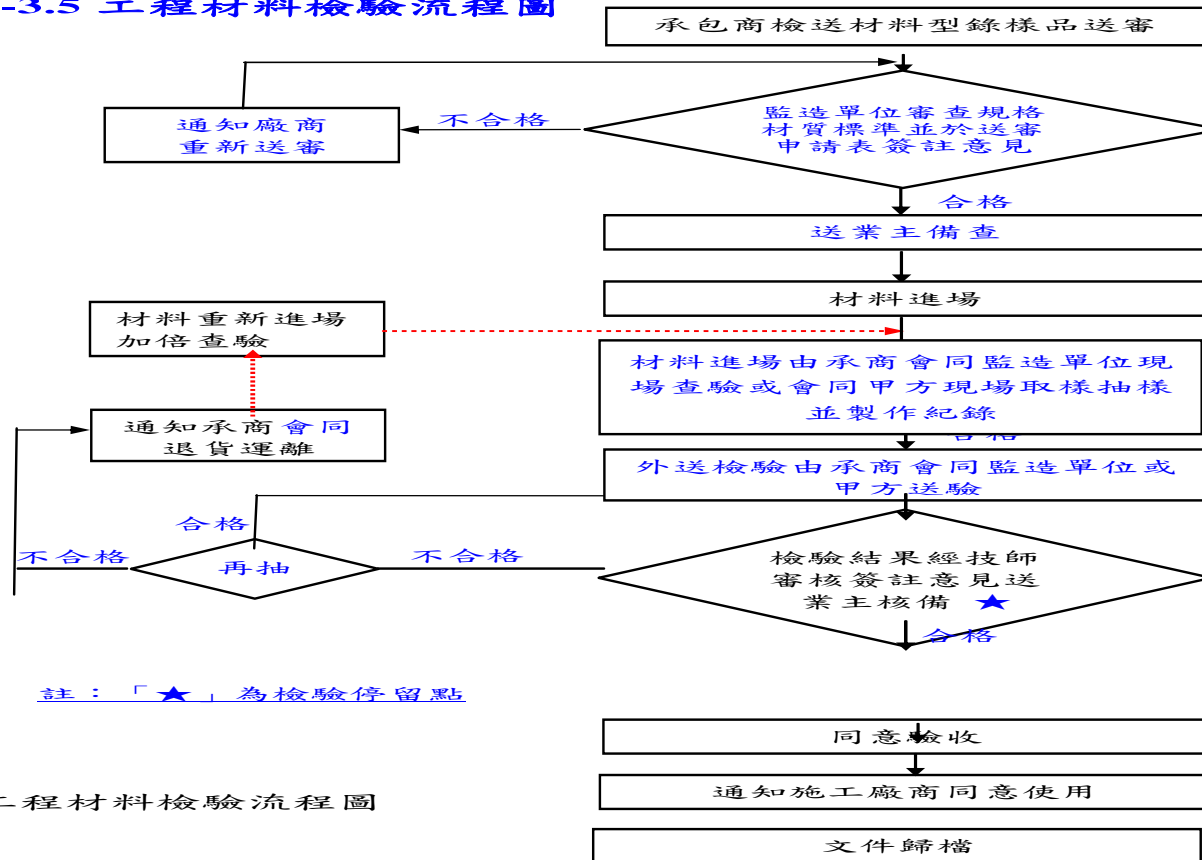 -3.5 工程材料檢驗流程圖
承包商檢送材料型錄樣品送審
監造單位審查規格
材質標準並於送審
申請表簽註意見
不合格
通知廠商
重新送審
合格
送業主備查
材料進場
材料重新進場
加倍查驗
材料進場由承商會同監造單位現
場查驗或會同甲方現場取樣抽樣
並製作紀錄
通知承商會同
退貨運離
合格
外送檢驗由承商會同監造單位或
甲方送驗
合格
不合格
再抽
不合格
檢驗結果經技師
審核簽註意見送
業主核備 ★
合格
註：「★」為檢驗停留點
同意驗收
通知施工廠商同意使用
工程材料檢驗流程圖
文件歸檔